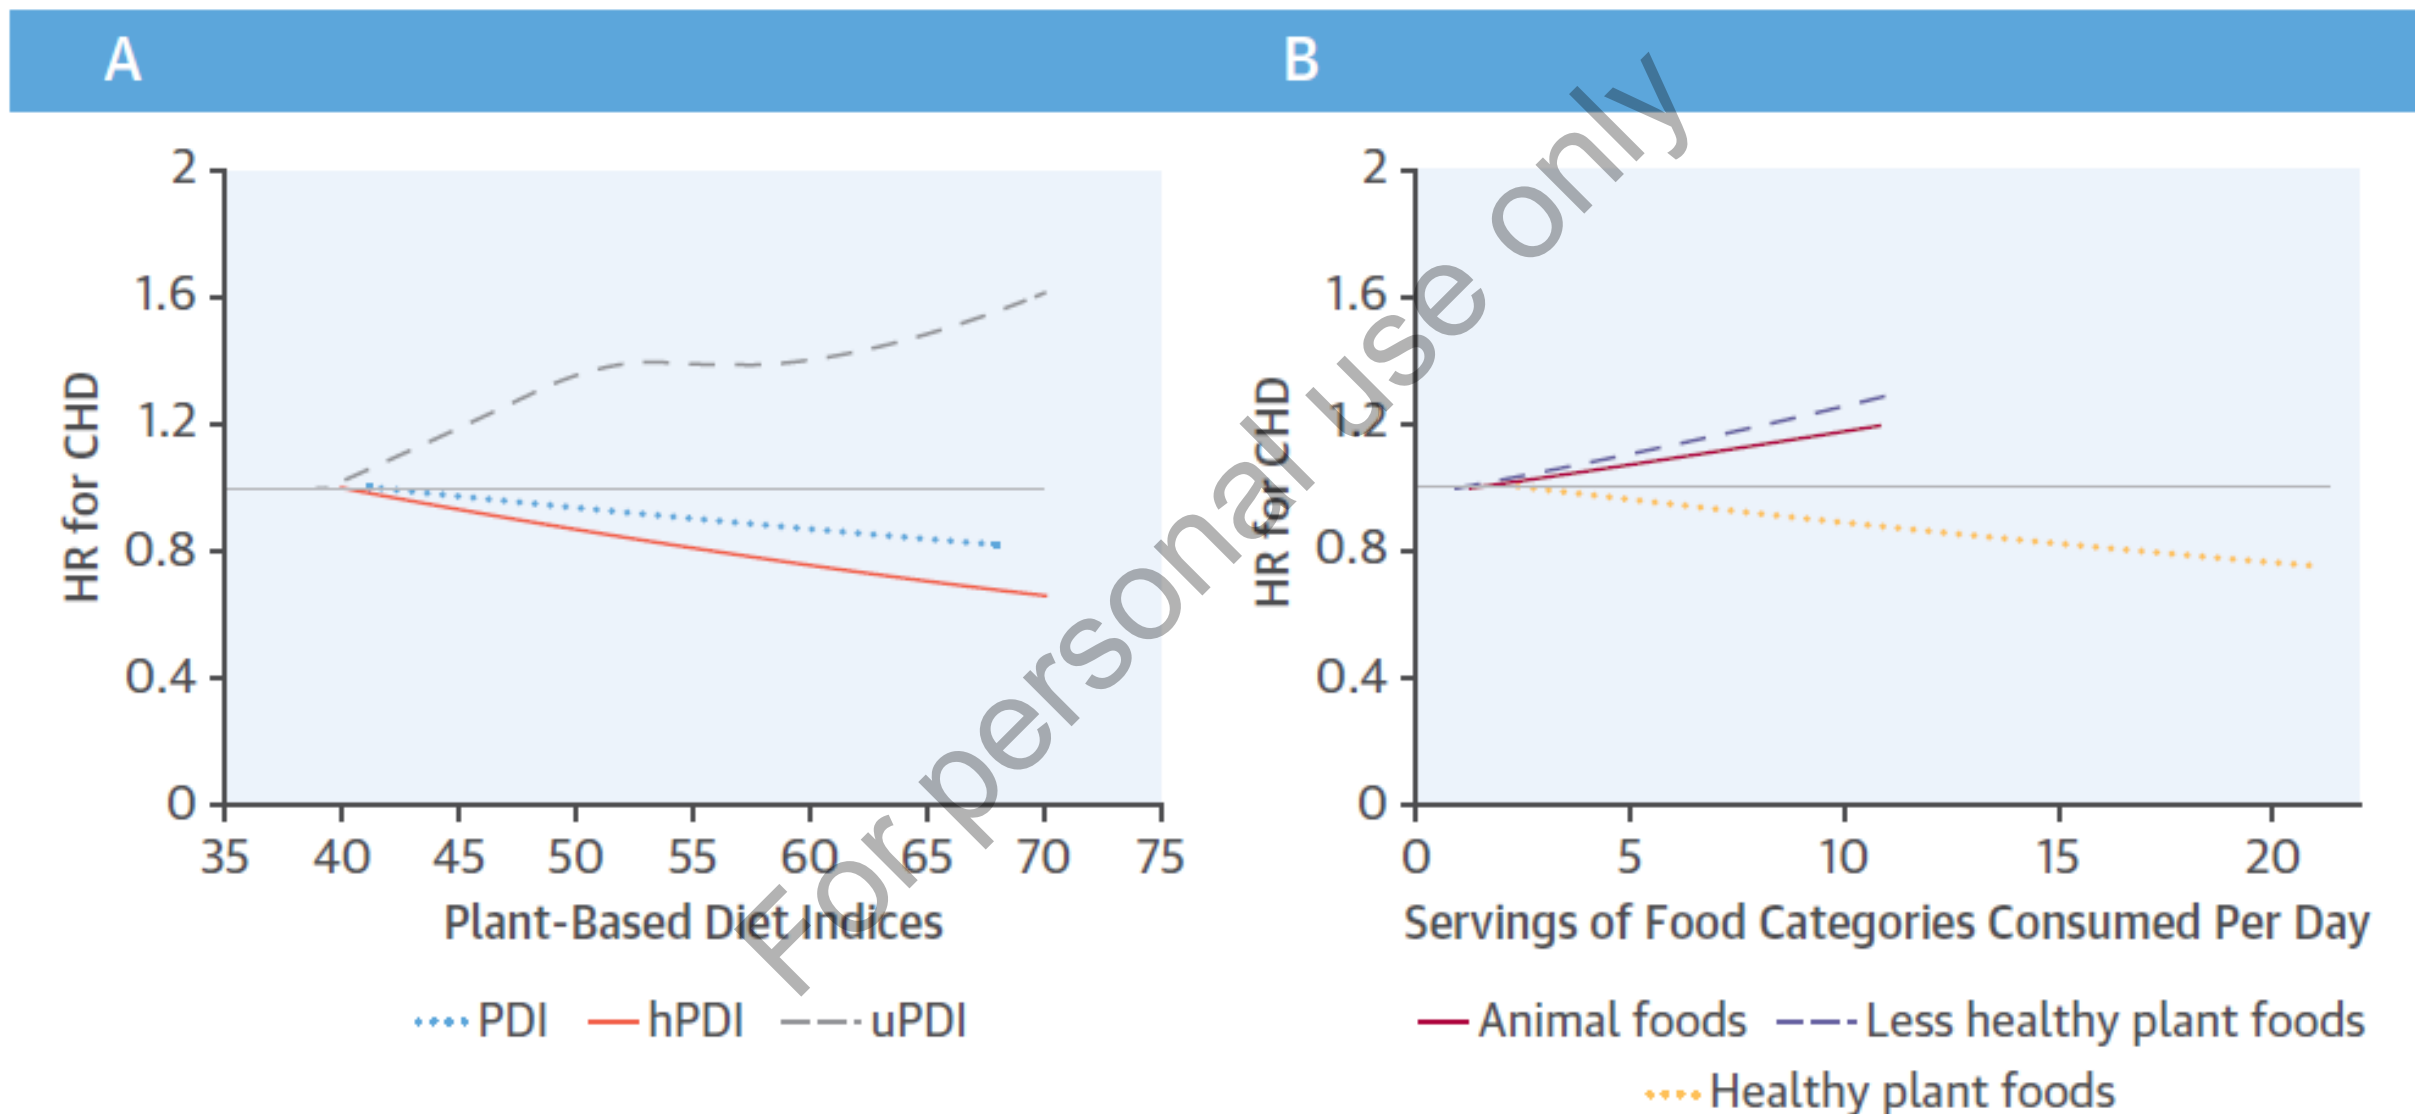 A
B
2
1.6
1.2
0.8
0.4
0
HR for CHD
35 40 45 50 55 60 65 70 75
Plant-Based Diet Indices
PDI hPDI uPDI
2
1.6
1.2
0.8
0.4
0
HR for CHD
0 5 10 15 20
Servings of Food Categories Consumed Per Day
Animal foods Less healthy plant foods
Healthy plant foods
For personal use only